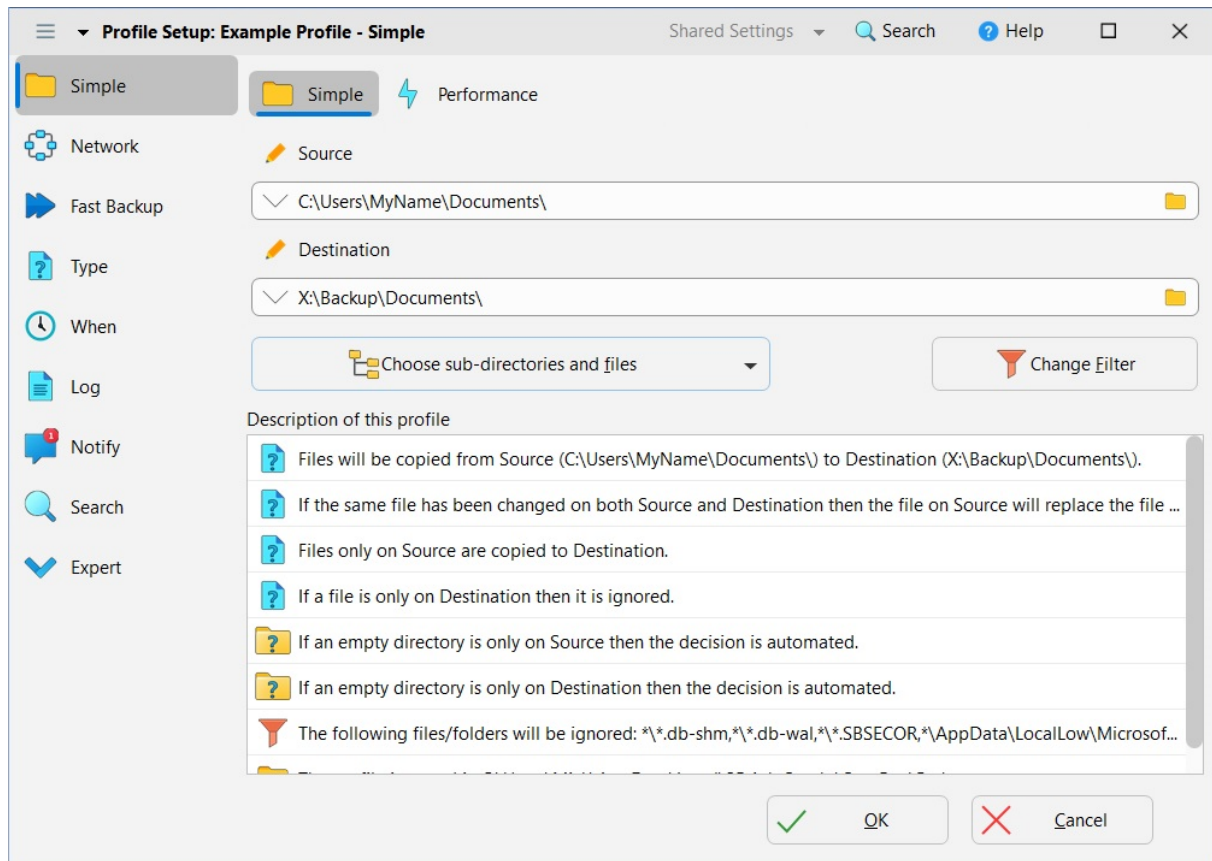 Profile Setup: Example Profile - Simple Shared Settings Search Help
Simple
Network
Fast Backup
Type
When
Log
1
Notify
Search
Expert
Simple Performance
Source
C:\Users\MyName\Documents\
Destination
X:\Backup\Documents\
Choose sub-directories and files Change Filter
Description of this profile
Files will be copied from Source (C:\Users\MyName\Documents\) to Destination (X:\Backup\Documents\).
If the same file has been changed on both Source and Destination then the file on Source will replace the file ...
Files only on Source are copied to Destination.
If a file is only on Destination then it is ignored.
If an empty directory is only on Source then the decision is automated.
If an empty directory is only on Destination then the decision is automated.
The following files/folders will be ignored: *\*.db-shm,*\*.db-wal,*\*.SBSECOR,*\AppData\LocalLow\Microsof...
OK Cancel